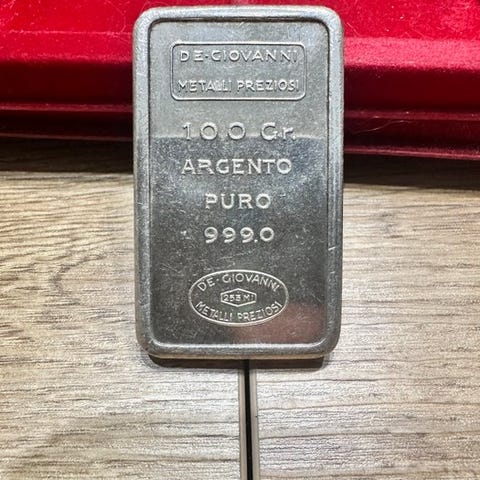 DE-GIOVANNI
METALLI PREZIOSI
100 Gr.
ARGENTO
PURO
999.0
DE-GIOVANNI
253 MI
METALLI PREZIOSI